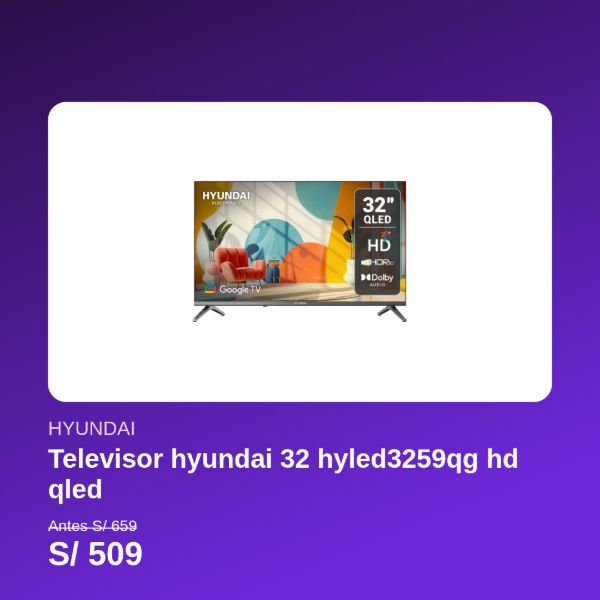 HYUNDAI
ELECTRONICS
32"
QLED
HD
HDR10
Dolby
AUDIO
Google TV
HYUNDAI
Televisor hyundai 32 hyled3259qg hd
qled
Antes S/ 659
S/ 509